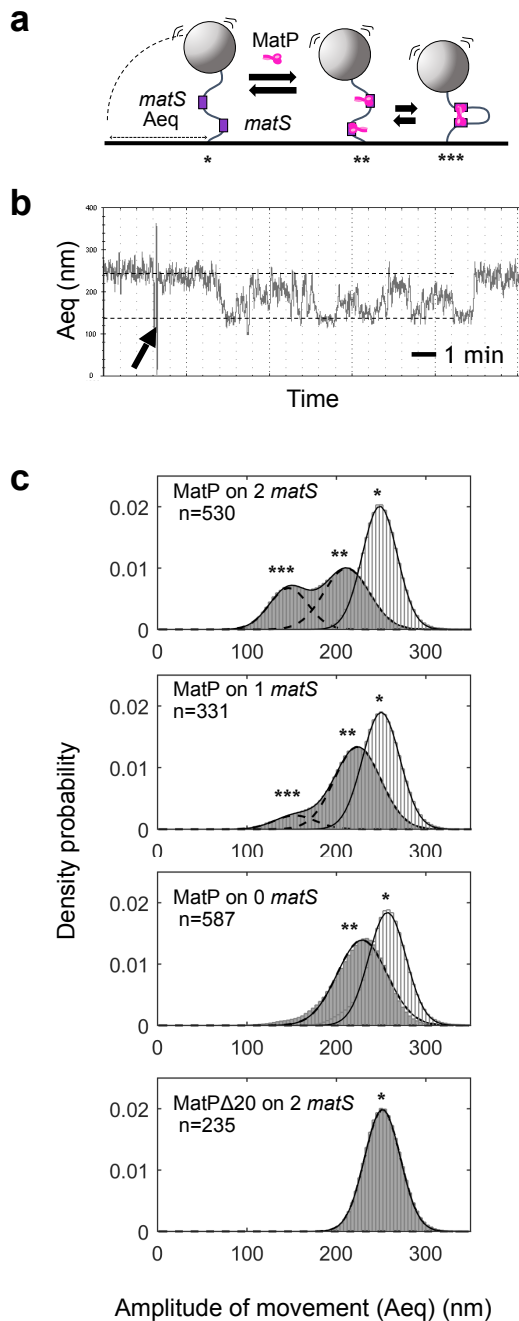 a
MatP
matS
Aeq
matS
*
**
***
b
Aeq (nm)
400
300
200
100
0
1 min
Time
c
Density probability
MatP on 2 matS
n=530
*
**
***
0.02
0.01
0
0 100 200 300
MatP on 1 matS
n=331
*
**
***
0.02
0.01
0
0 100 200 300
MatP on 0 matS
n=587
*
**
0.02
0.01
0
0 100 200 300
MatPΔ20 on 2 matS
n=235
*
0.02
0.01
0
0 100 200 300
Amplitude of movement (Aeq) (nm)